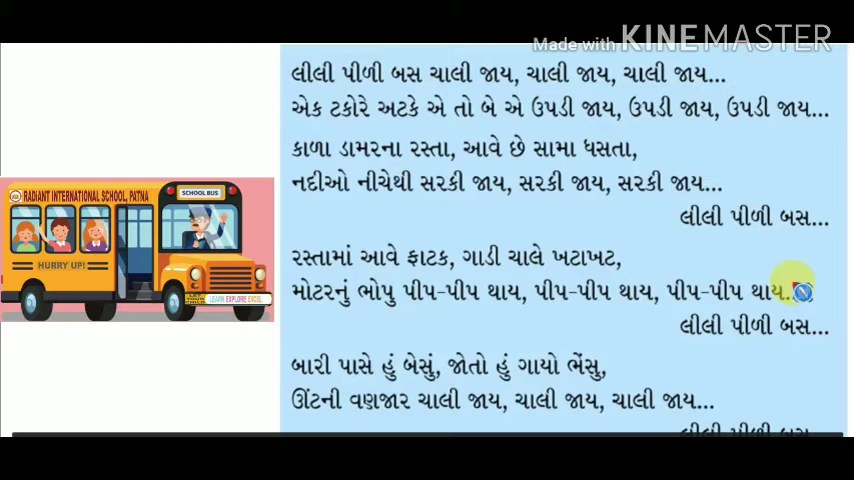 Made with KINEMASTER
લીલી પીળી બસ ચાલી જાય, ચાલી જાય, ચાલી જાય...
એક ટકોરે અટકે એ તો બે એ ઉપડી જાય, ઉપડી જાય, ઉપડી જાય...
કાળા ડામરના રસ્તા, આવે છે સામા ધસતા,
નદીઓ નીચેથી સરકી જાય, સરકી જાય, સરકી જાય...
લીલી પીળી બસ...
રસ્તામાં આવે ફાટક, ગાડી ચાલે ખટાખટ,
મોટરનું ભોપુ પીપ-પીપ થાય, પીપ-પીપ થાય, પીપ-પીપ થાય...
લીલી પીળી બસ...
બારી પાસે હું બેસું, જોતો હું ગાયો ભેંસુ,
ઊંટની વણજાર ચાલી જાય, ચાલી જાય, ચાલી જાય...
લીલી પીળી બસ
RADIANT INTERNATIONAL SCHOOL, PATNA
SCHOOL BUS
HURRY UP!
LEARN EXPLORE EXCEL